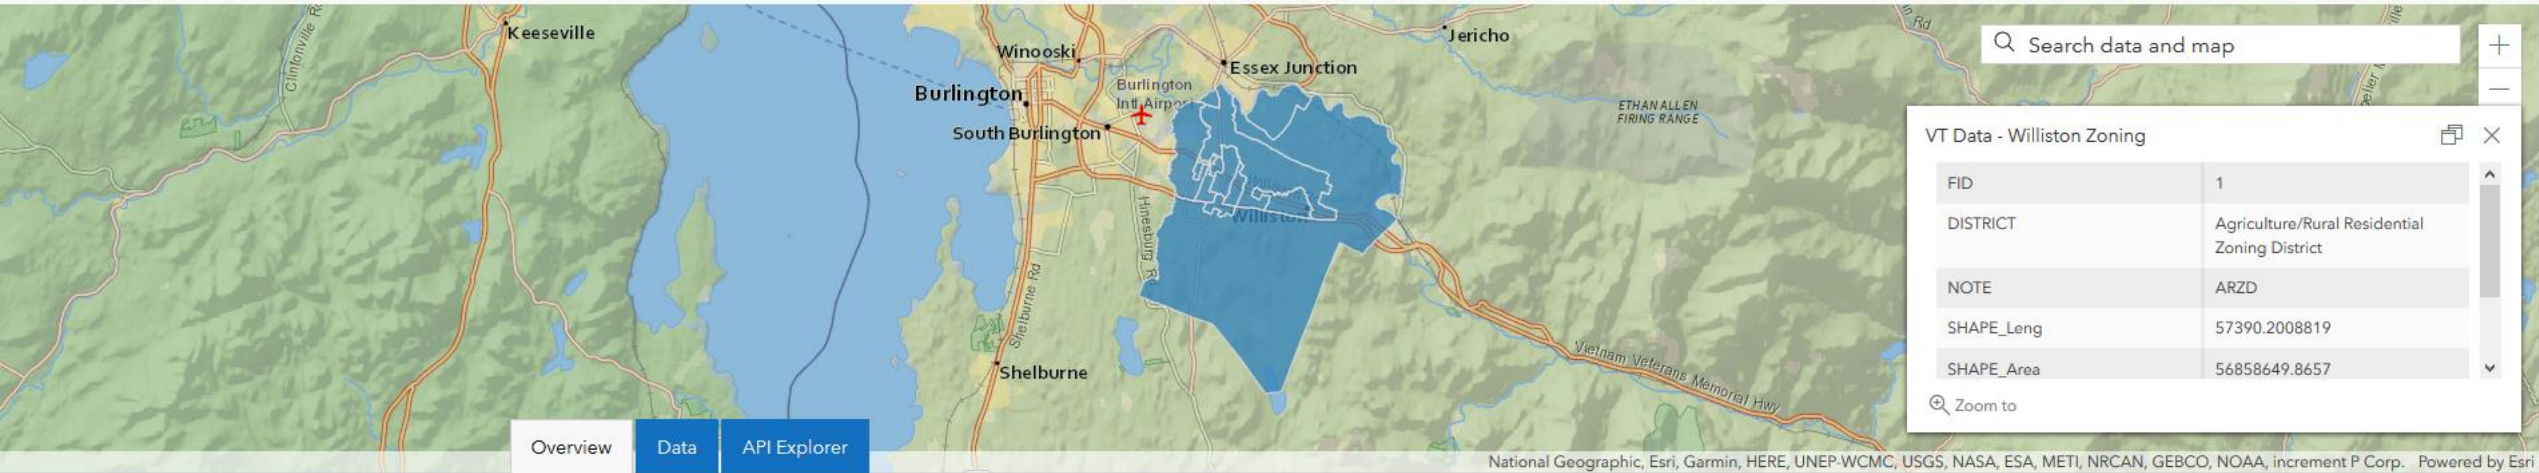 Keeseville
Clintonville R
Winooski
Burlington
Burlington
Intl Airpor
South Burlington
Essex Junction
Jericho
ETHAN ALLEN
FIRING RANGE
Williston
Hinesburg R
Shelburne Rd
Shelburne
Vietnam Veterans Memorial Hwy
Rd
Search data and map
+
−
VT Data - Williston Zoning
FID 1
DISTRICT Agriculture/Rural Residential
Zoning District
NOTE ARZD
SHAPE_Leng 57390.2008819
SHAPE_Area 56858649.8657
Zoom to
Overview Data API Explorer
National Geographic, Esri, Garmin, HERE, UNEP-WCMC, USGS, NASA, ESA, METI, NRCAN, GEBCO, NOAA, increment P Corp. Powered by Esri